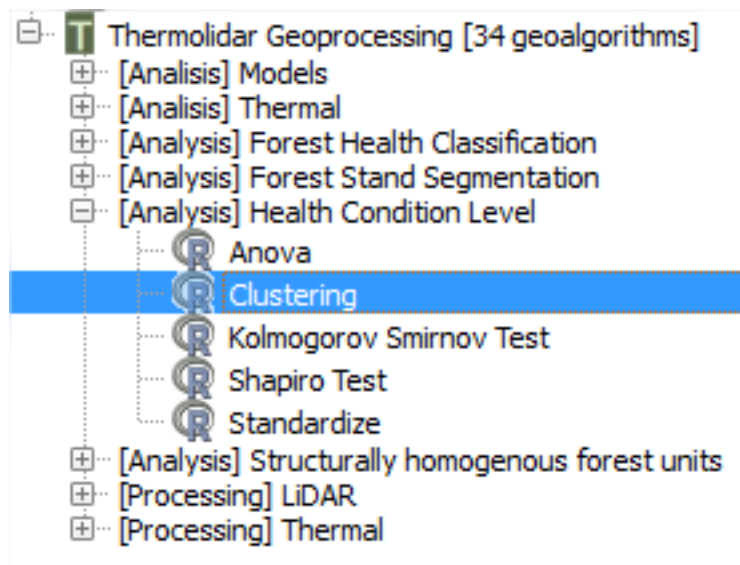 Thermolidar Geoprocessing [34 geoalgorithms]
[Analisis] Models
[Analisis] Thermal
[Analysis] Forest Health Classification
[Analysis] Forest Stand Segmentation
[Analysis] Health Condition Level
Anova
Clustering
Kolmogorov Smirnov Test
Shapiro Test
Standardize
[Analysis] Structurally homogenous forest units
[Processing] LiDAR
[Processing] Thermal